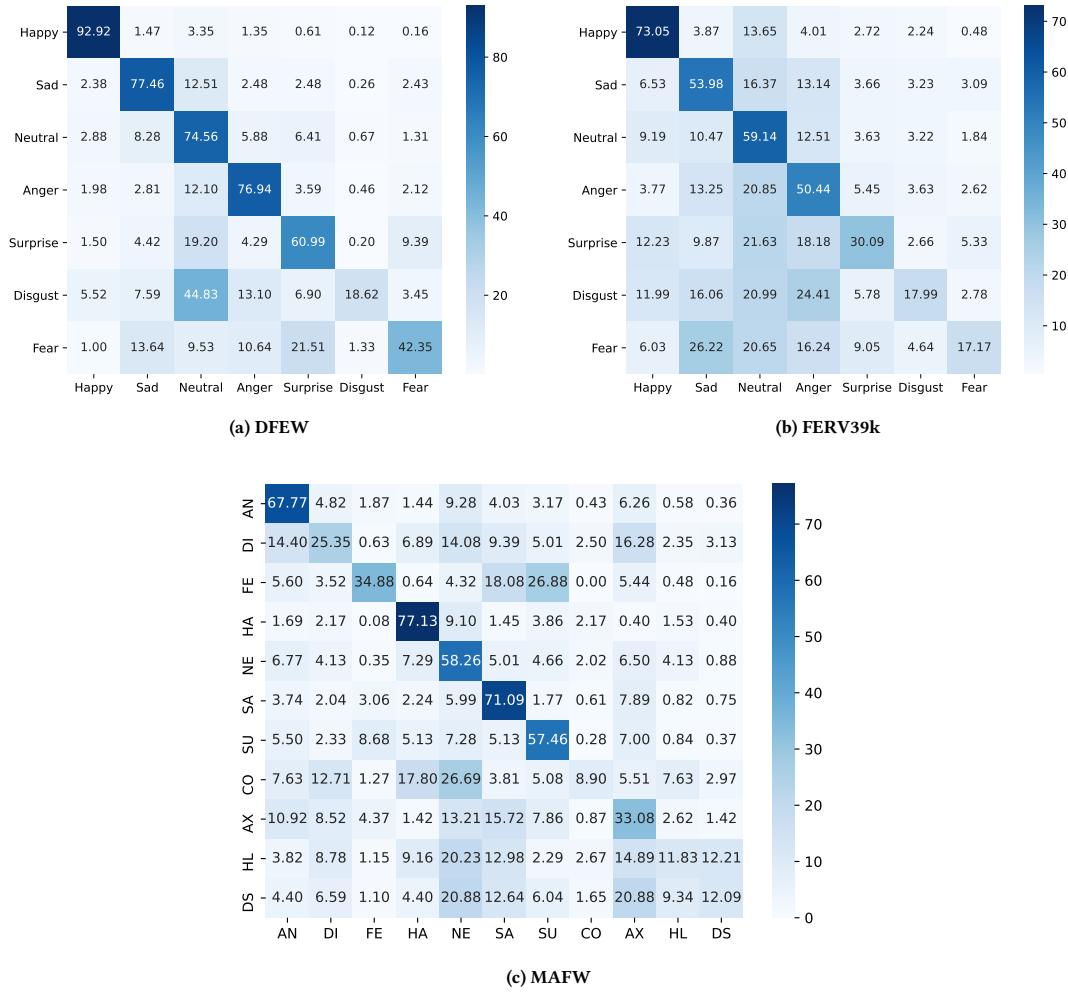 Happy 92.92 1.47 3.35 1.35 0.61 0.12 0.16
Sad 2.38 77.46 12.51 2.48 2.48 0.26 2.43
Neutral 2.88 8.28 74.56 5.88 6.41 0.67 1.31
Anger 1.98 2.81 12.10 76.94 3.59 0.46 2.12
Surprise 1.50 4.42 19.20 4.29 60.99 0.20 9.39
Disgust 5.52 7.59 44.83 13.10 6.90 18.62 3.45
Fear 1.00 13.64 9.53 10.64 21.51 1.33 42.35
Happy Sad Neutral Anger Surprise Disgust Fear
80
60
40
20
(a) DFEW
Happy 73.05 3.87 13.65 4.01 2.72 2.24 0.48
Sad 6.53 53.98 16.37 13.14 3.66 3.23 3.09
Neutral 9.19 10.47 59.14 12.51 3.63 3.22 1.84
Anger 3.77 13.25 20.85 50.44 5.45 3.63 2.62
Surprise 12.23 9.87 21.63 18.18 30.09 2.66 5.33
Disgust 11.99 16.06 20.99 24.41 5.78 17.99 2.78
Fear 6.03 26.22 20.65 16.24 9.05 4.64 17.17
Happy Sad Neutral Anger Surprise Disgust Fear
70
60
50
40
30
20
10
(b) FERV39k
AN 67.77 4.82 1.87 1.44 9.28 4.03 3.17 0.43 6.26 0.58 0.36
DI 14.40 25.35 0.63 6.89 14.08 9.39 5.01 2.50 16.28 2.35 3.13
FE 5.60 3.52 34.88 0.64 4.32 18.08 26.88 0.00 5.44 0.48 0.16
HA 1.69 2.17 0.08 77.13 9.10 1.45 3.86 2.17 0.40 1.53 0.40
NE 6.77 4.13 0.35 7.29 58.26 5.01 4.66 2.02 6.50 4.13 0.88
SA 3.74 2.04 3.06 2.24 5.99 71.09 1.77 0.61 7.89 0.82 0.75
SU 5.50 2.33 8.68 5.13 7.28 5.13 57.46 0.28 7.00 0.84 0.37
CO 7.63 12.71 1.27 17.80 26.69 3.81 5.08 8.90 5.51 7.63 2.97
AX 10.92 8.52 4.37 1.42 13.21 15.72 7.86 0.87 33.08 2.62 1.42
HL 3.82 8.78 1.15 9.16 20.23 12.98 2.29 2.67 14.89 11.83 12.21
DS 4.40 6.59 1.10 4.40 20.88 12.64 6.04 1.65 20.88 9.34 12.09
AN DI FE HA NE SA SU CO AX HL DS
70
60
50
40
30
20
10
0
(c) MAFW